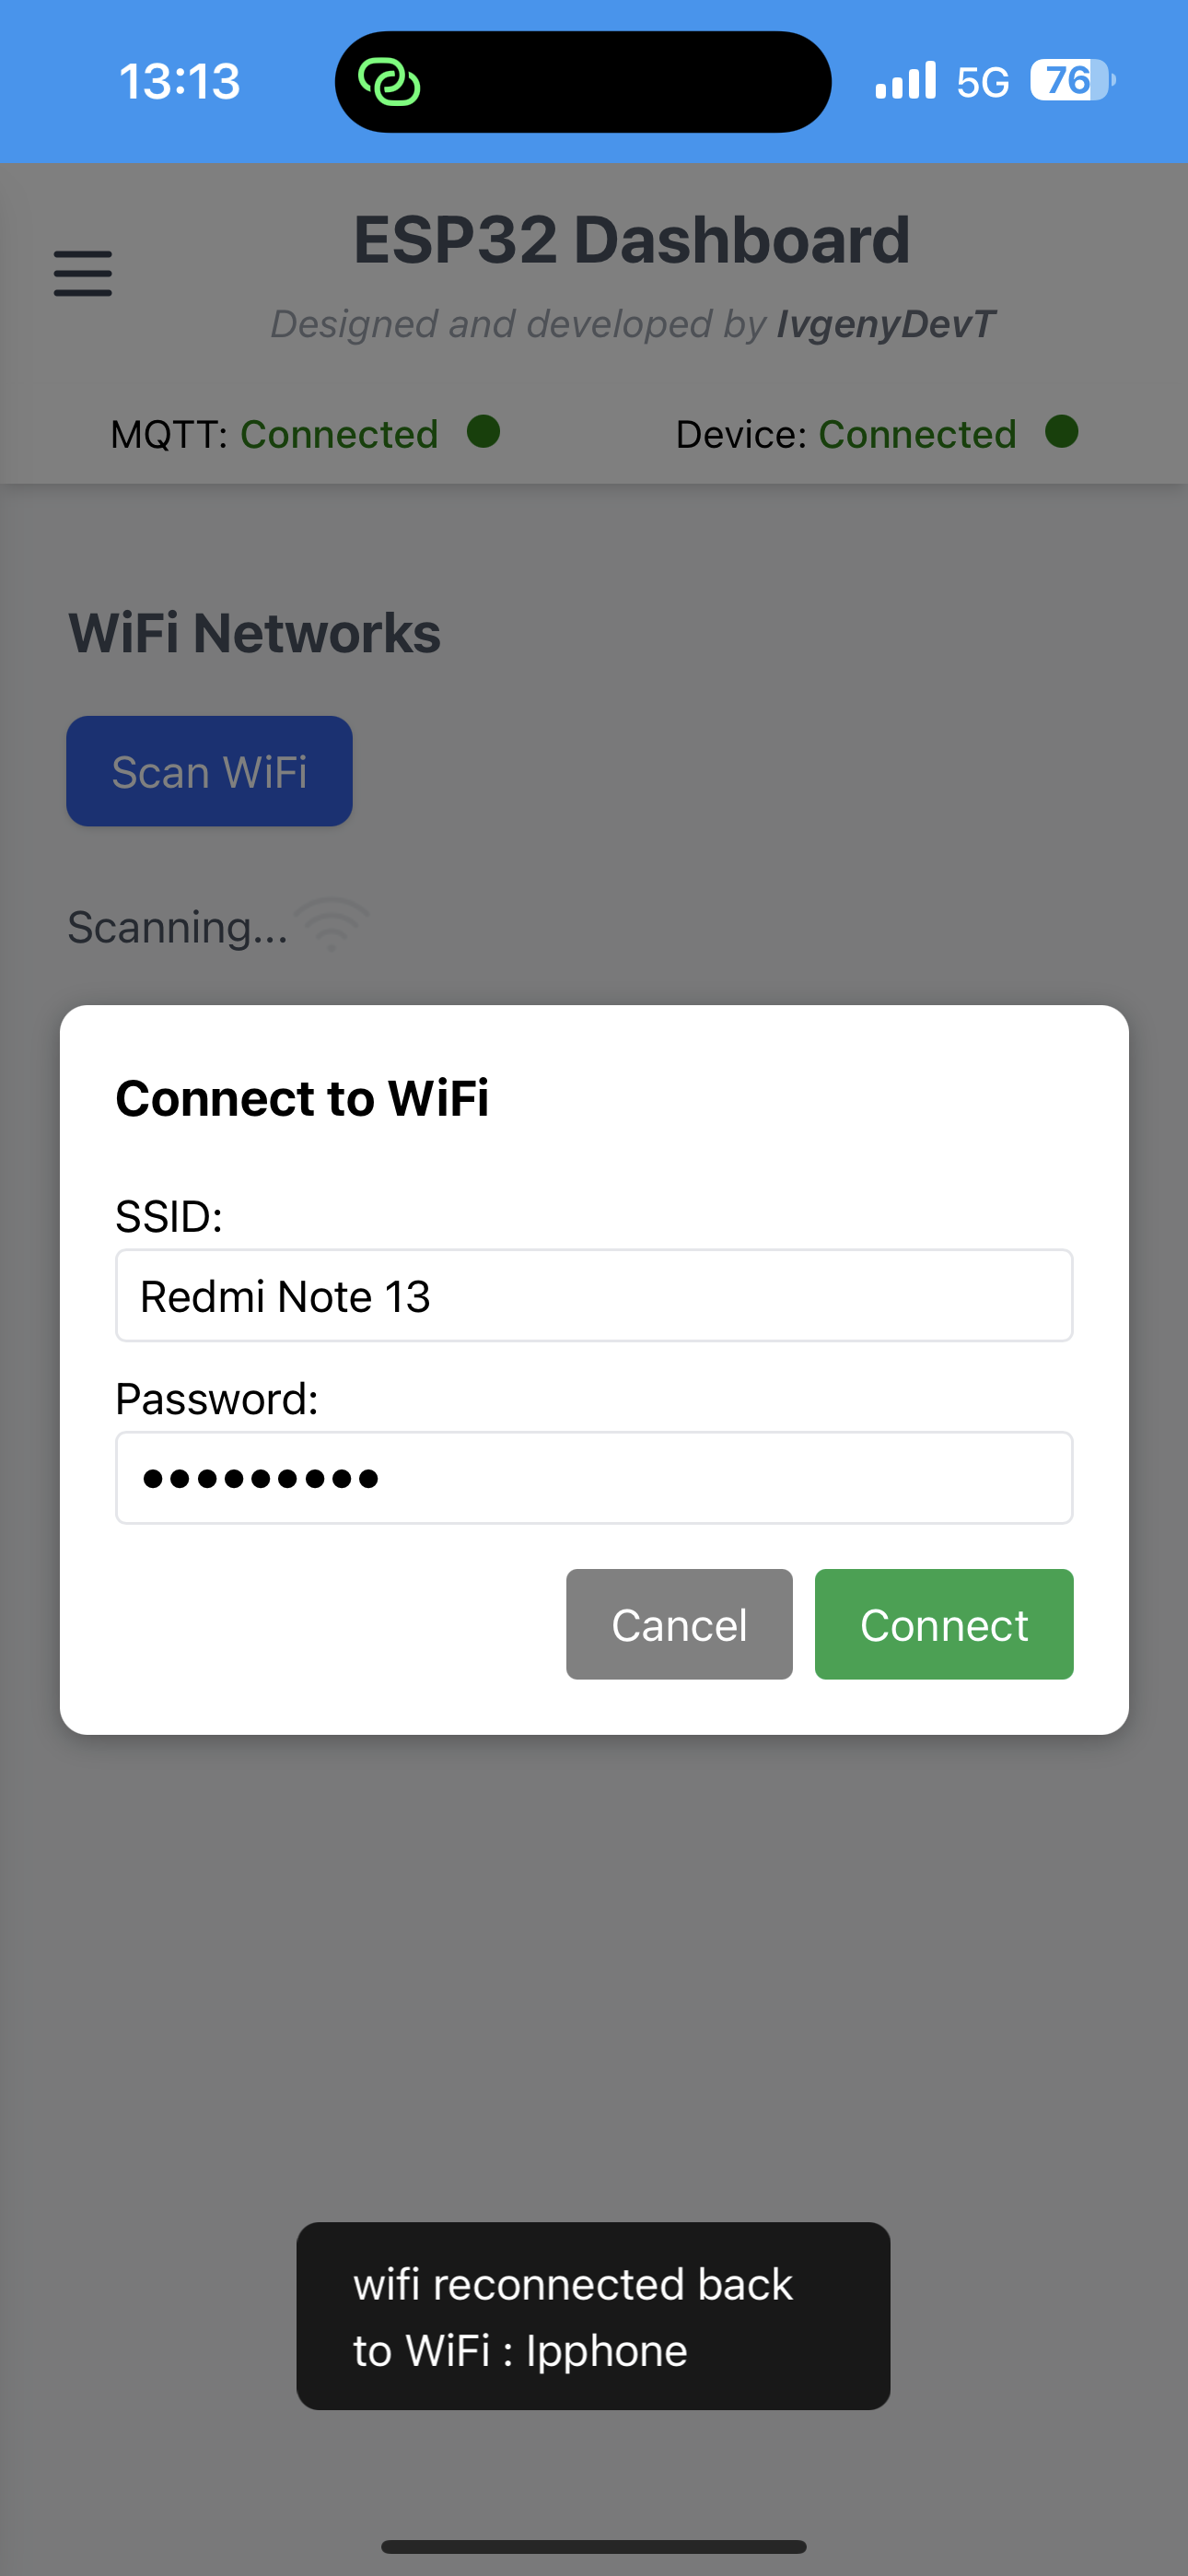 13:13 5G 76
ESP32 Dashboard
Designed and developed by IvgenyDevT
MQTT: Connected Device: Connected
WiFi Networks
Scan WiFi
Scanning...
Connect to WiFi
SSID:
Redmi Note 13
Password:
•••••••••
Cancel Connect
wifi reconnected back
to WiFi : Ipphone